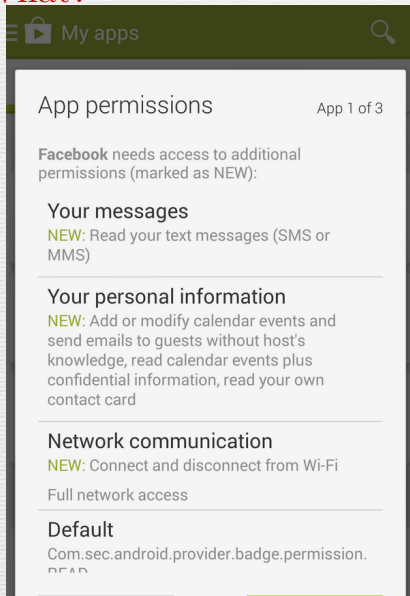 My apps
App permissions
App 1 of 3
Facebook needs access to additional
permissions (marked as NEW):
Your messages
NEW: Read your text messages (SMS or
MMS)
Your personal information
NEW: Add or modify calendar events and
send emails to guests without host's
knowledge, read calendar events plus
confidential information, read your own
contact card
Network communication
NEW: Connect and disconnect from Wi-Fi
Full network access
Default
Com.sec.android.provider.badge.permission.
READ